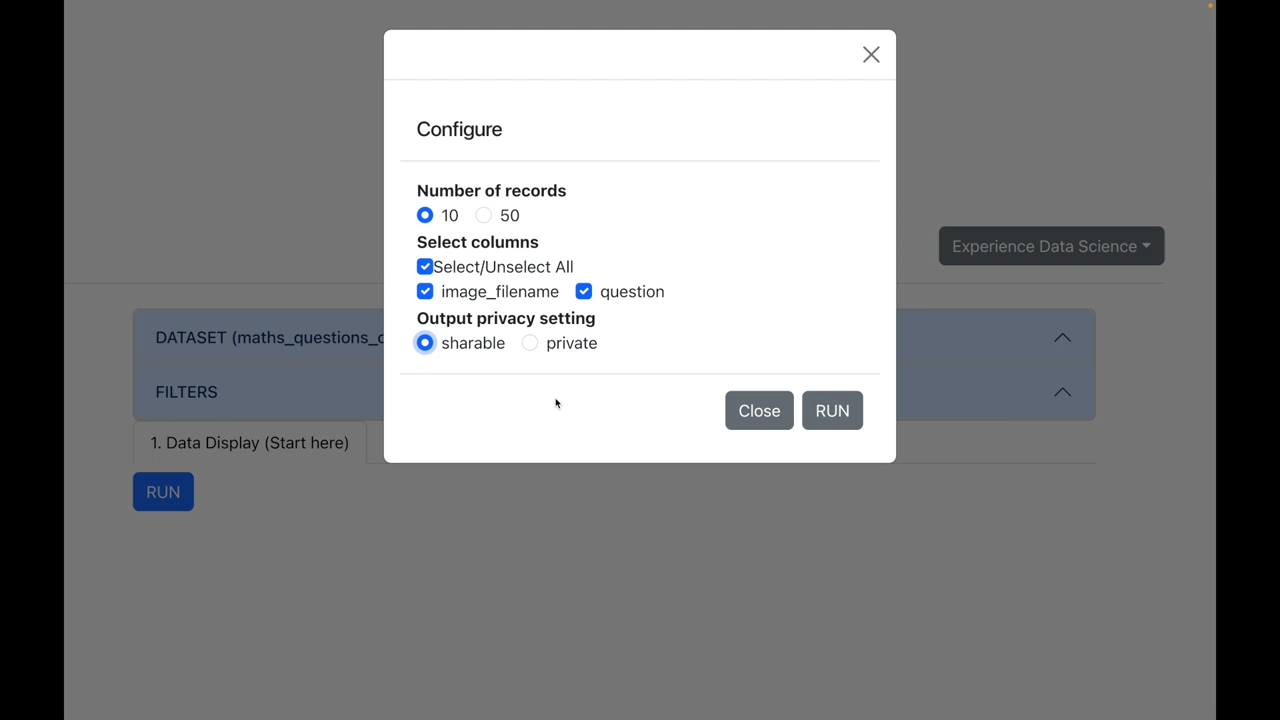 Configure
Number of records
10 50
Select columns
Select/Unselect All
image_filename question
Output privacy setting
sharable private
Close RUN
Experience Data Science
DATASET (maths_questions_
FILTERS
1. Data Display (Start here)
RUN